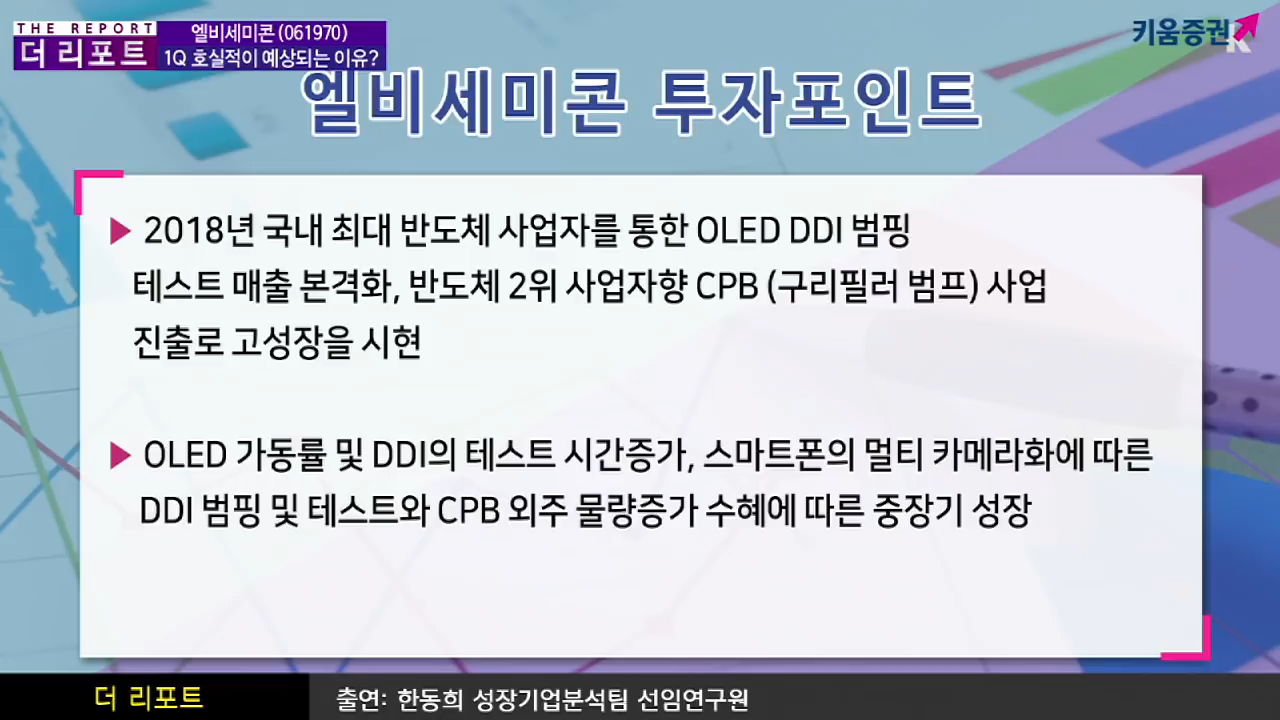 THE REPORT
더 리포트
엘비세미콘 (061970)
1Q 호실적이 예상되는 이유?
키움증권
엘비세미콘 투자포인트
▶ 2018년 국내 최대 반도체 사업자를 통한 OLED DDI 범핑
테스트 매출 본격화, 반도체 2위 사업자향 CPB (구리필러 범프) 사업
진출로 고성장을 시현
▶ OLED 가동률 및 DDI의 테스트 시간증가, 스마트폰의 멀티 카메라화에 따른
DDI 범핑 및 테스트와 CPB 외주 물량증가 수혜에 따른 중장기 성장
더 리포트
출연: 한동희 성장기업분석팀 선임연구원